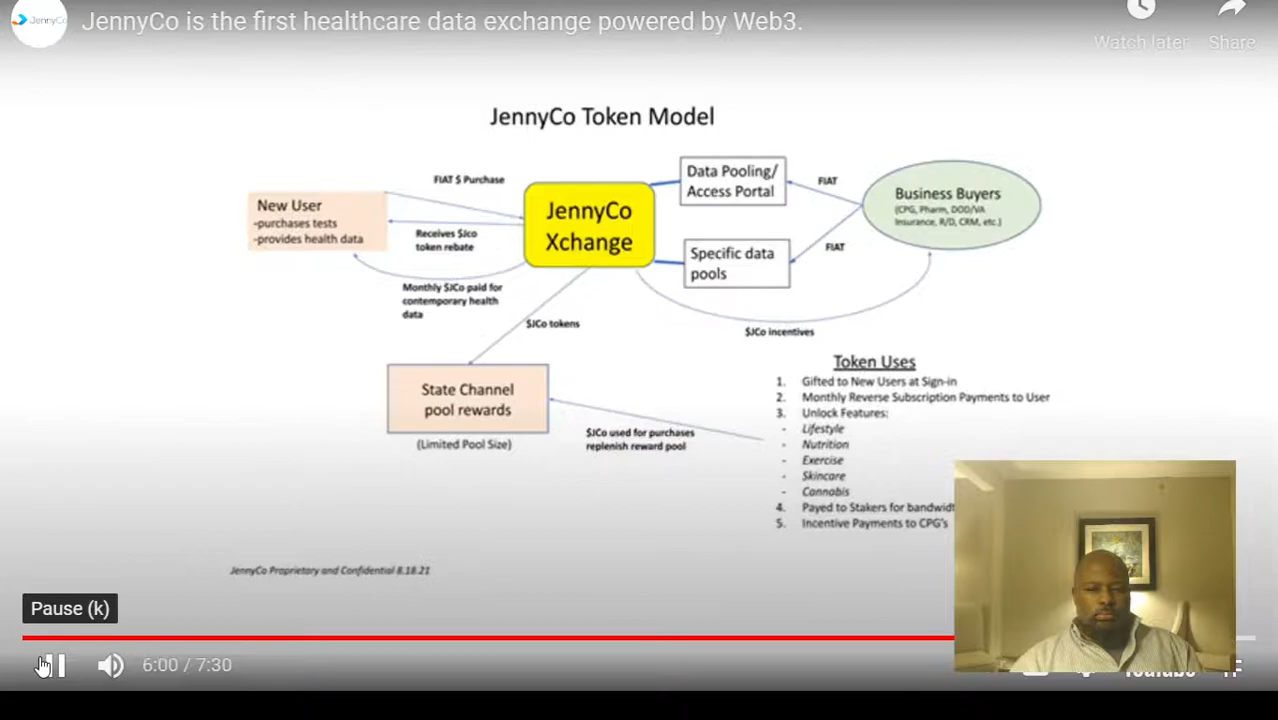 JennyCo
JennyCo is the first healthcare data exchange powered by Web3.
Watch later
Share
JennyCo Token Model
New User
-purchases tests
-provides health data
FIAT $ Purchase
Receives $Jco
token rebate
Monthly $JCo paid for
contemporary health
data
JennyCo
Xchange
Data Pooling/
Access Portal
Specific data
pools
FIAT
FIAT
Business Buyers
(CPG, Pharm, DOD/VA
Insurance, R/D, CRM, etc.)
$JCo tokens
$JCo incentives
State Channel
pool rewards
(Limited Pool Size)
$JCo used for purchases
replenish reward pool
Token Uses
1. Gifted to New Users at Sign-in
2. Monthly Reverse Subscription Payments to User
3. Unlock Features:
- Lifestyle
- Nutrition
- Exercise
- Skincare
- Cannabis
4. Payed to Stakers for bandwidt
5. Incentive Payments to CPG's
JennyCo Proprietary and Confidential 8.18.21
Pause (k)
6:00 / 7:30
YouTube